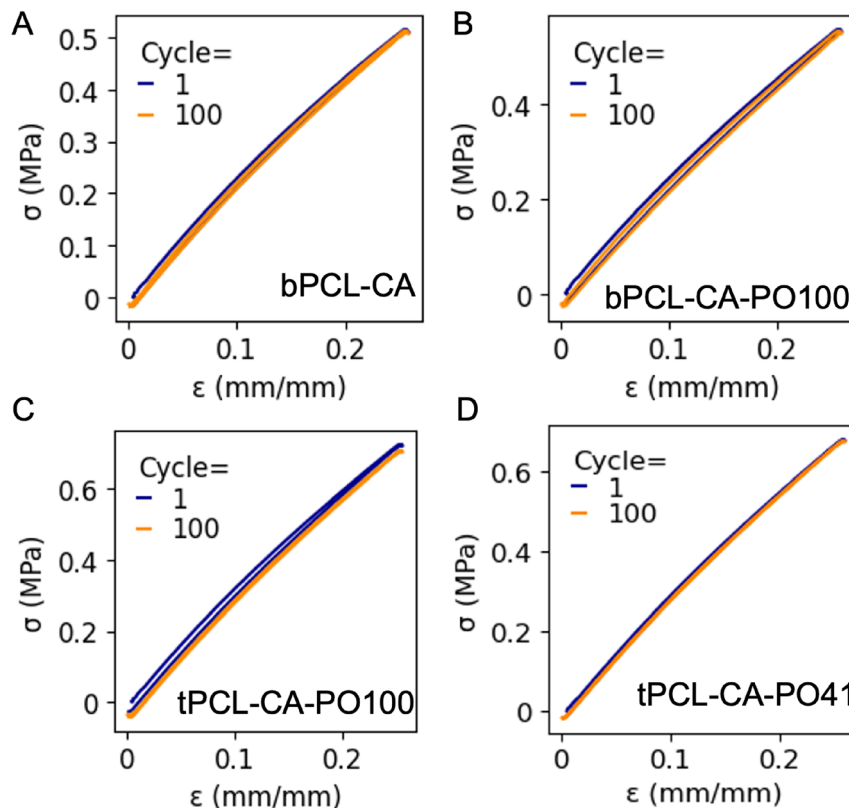 A
σ (MPa)
0.5
0.4
0.3
0.2
0.1
0
Cycle=
1
100
bPCL-CA
0
0.1
0.2
ε (mm/mm)
B
σ (MPa)
0.4
0.2
0
Cycle=
1
100
bPCL-CA-PO100
0
0.1
0.2
ε (mm/mm)
C
σ (MPa)
0.6
0.4
0.2
0
Cycle=
1
100
tPCL-CA-PO100
0
0.1
0.2
ε (mm/mm)
D
σ (MPa)
0.6
0.4
0.2
0
Cycle=
1
100
tPCL-CA-PO41
0
0.1
0.2
ε (mm/mm)